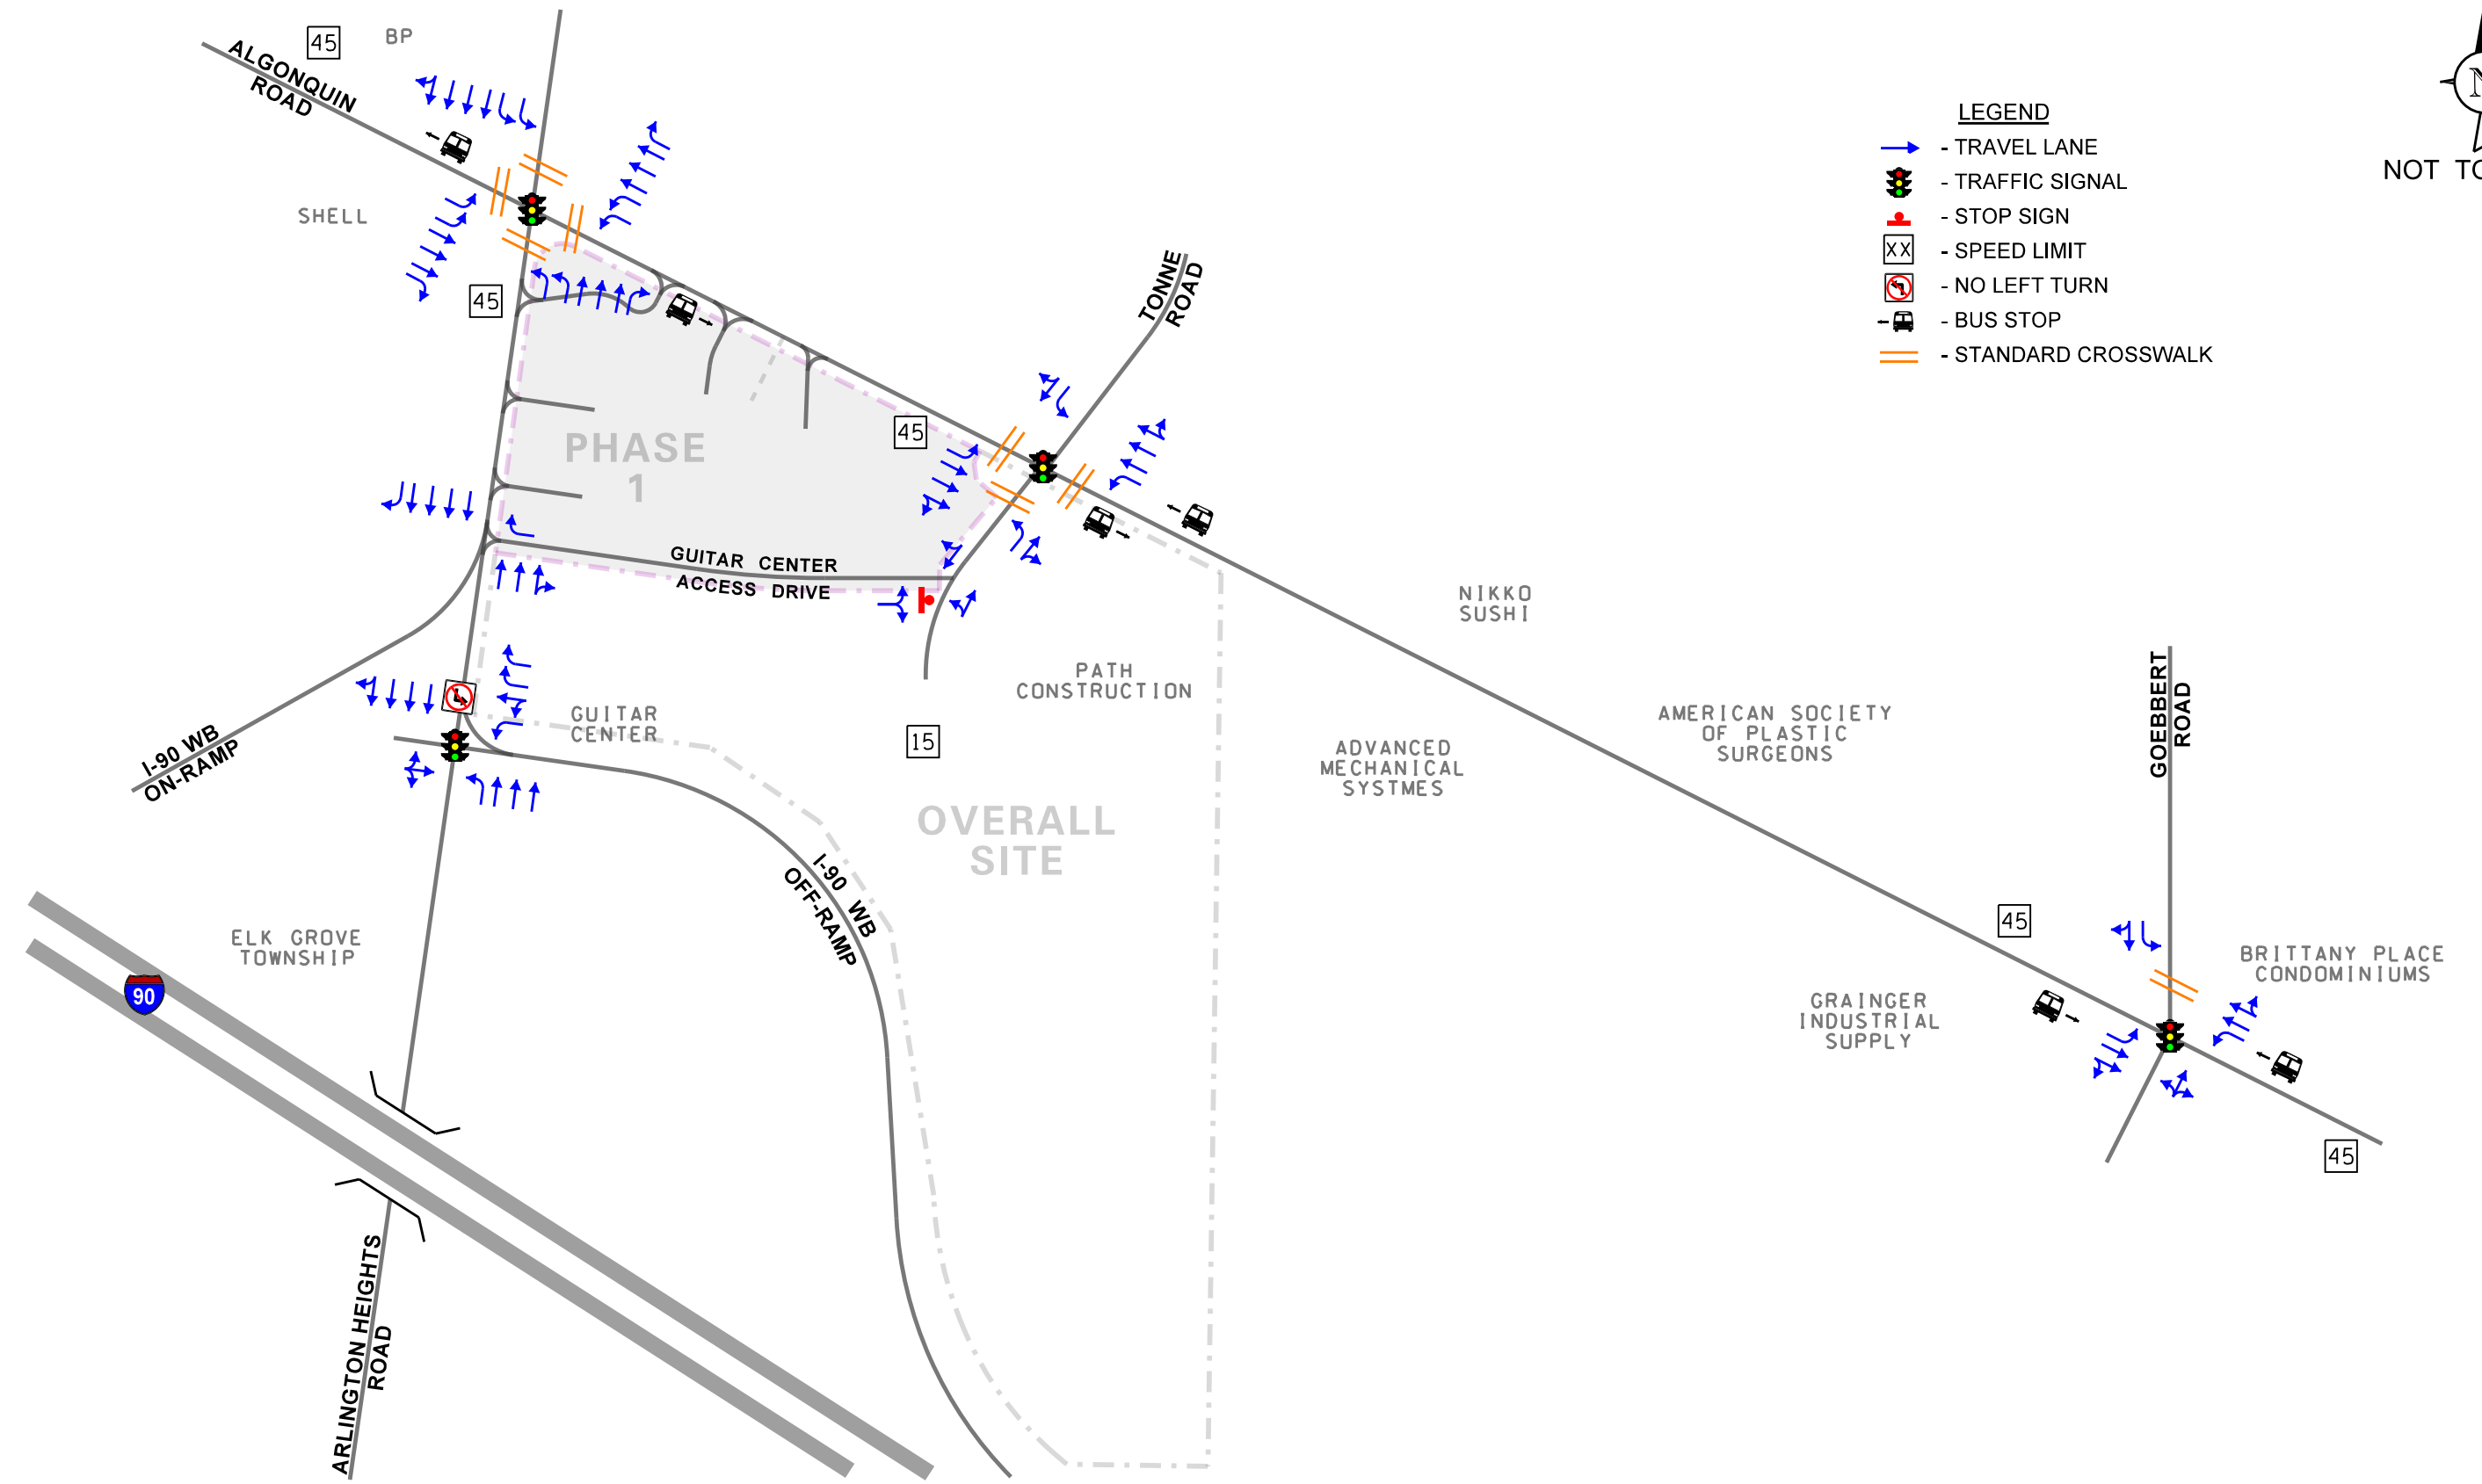 45
BP
ALGONQUIN
ROAD
SHELL
45
TONNE
ROAD
LEGEND
- TRAVEL LANE
- TRAFFIC SIGNAL
- STOP SIGN
XX - SPEED LIMIT
- NO LEFT TURN
- BUS STOP
- STANDARD CROSSWALK
N
NOT TO
45
PHASE
1
GUITAR CENTER
ACCESS DRIVE
NIKKO
SUSHI
PATH
CONSTRUCTION
I-90 WB
ON-RAMP
GUITAR
CENTER
15
ADVANCED
MECHANICAL
SYSTMES
AMERICAN SOCIETY
OF PLASTIC
SURGEONS
GOEBBERT
ROAD
OVERALL
SITE
I-90 WB
OFF-RAMP
ELK GROVE
TOWNSHIP
90
45
BRITTANY PLACE
CONDOMINIUMS
GRAINGER
INDUSTRIAL
SUPPLY
45
ARLINGTON HEIGHTS
ROAD